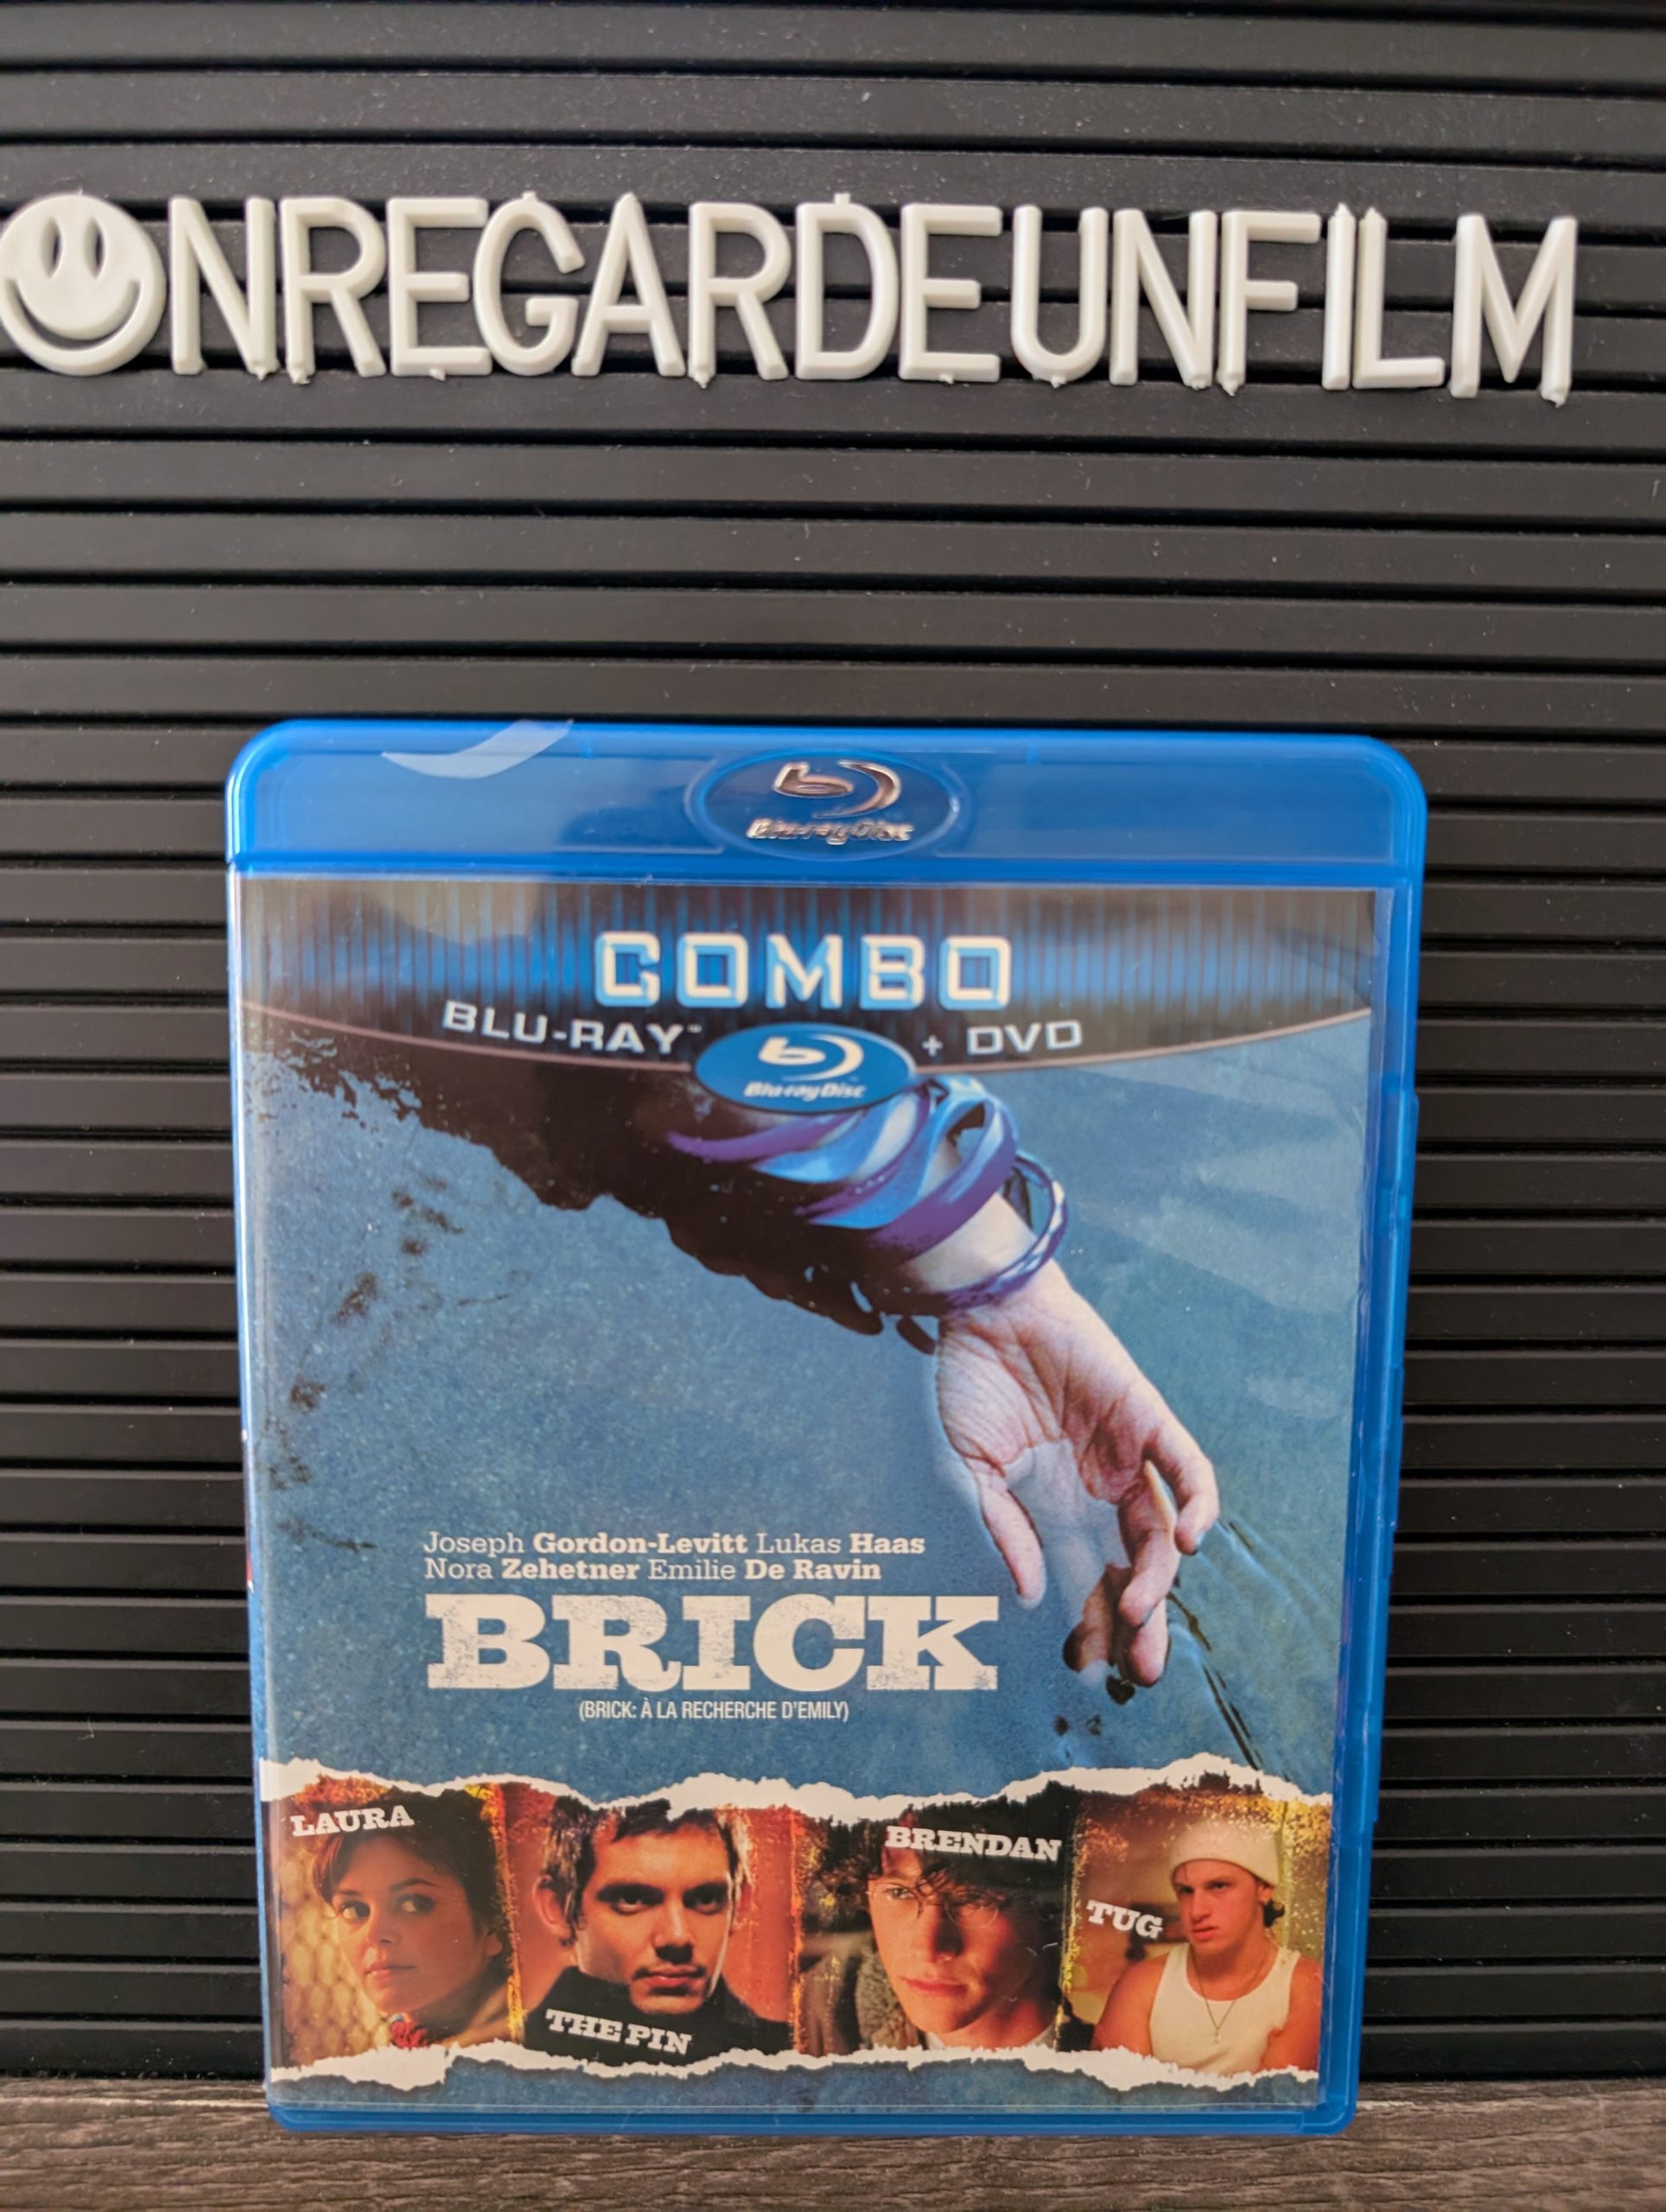 ONREGARDEUNFILM
Blu-ray Disc
COMBO
BLU-RAY™ + DVD
Blu-ray Disc
Joseph Gordon-Levitt Lukas Haas
Nora Zehetner Emilie De Ravin
BRICK
(BRICK: À LA RECHERCHE D'EMILY)
LAURA
THE PIN
BRENDAN
TUG